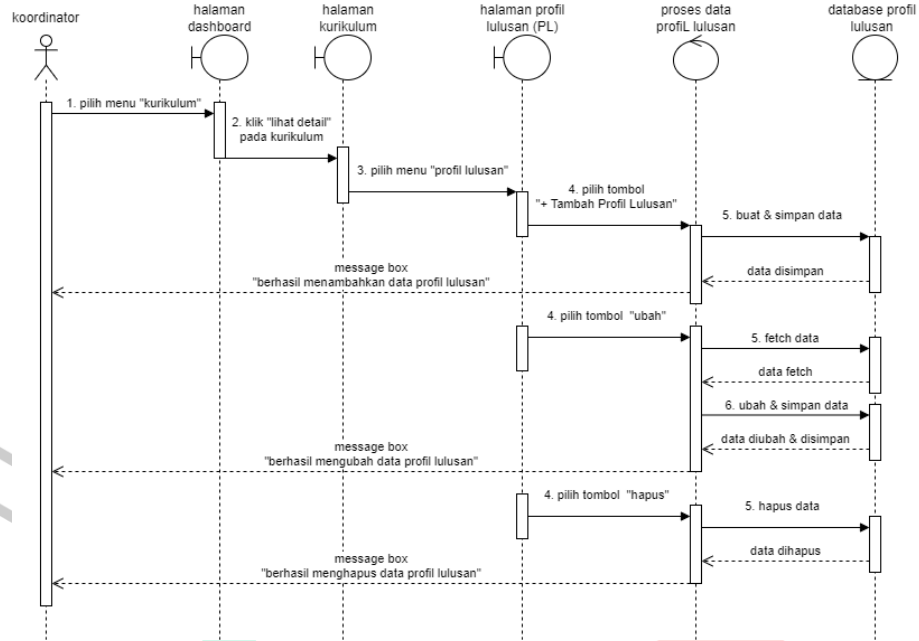 koordinator
halaman
dashboard
halaman
kurikulum
halaman profil
lulusan (PL)
proses data
profiL lulusan
database profil
lulusan
1. pilih menu "kurikulum"
2. klik "lihat detail"
pada kurikulum
3. pilih menu "profil lulusan"
4. pilih tombol
"+ Tambah Profil Lulusan"
5. buat & simpan data
data disimpan
message box
"berhasil menambahkan data profil lulusan"
4. pilih tombol "ubah"
5. fetch data
data fetch
6. ubah & simpan data
data diubah & disimpan
message box
"berhasil mengubah data profil lulusan"
4. pilih tombol "hapus"
5. hapus data
data dihapus
message box
"berhasil menghapus data profil lulusan"